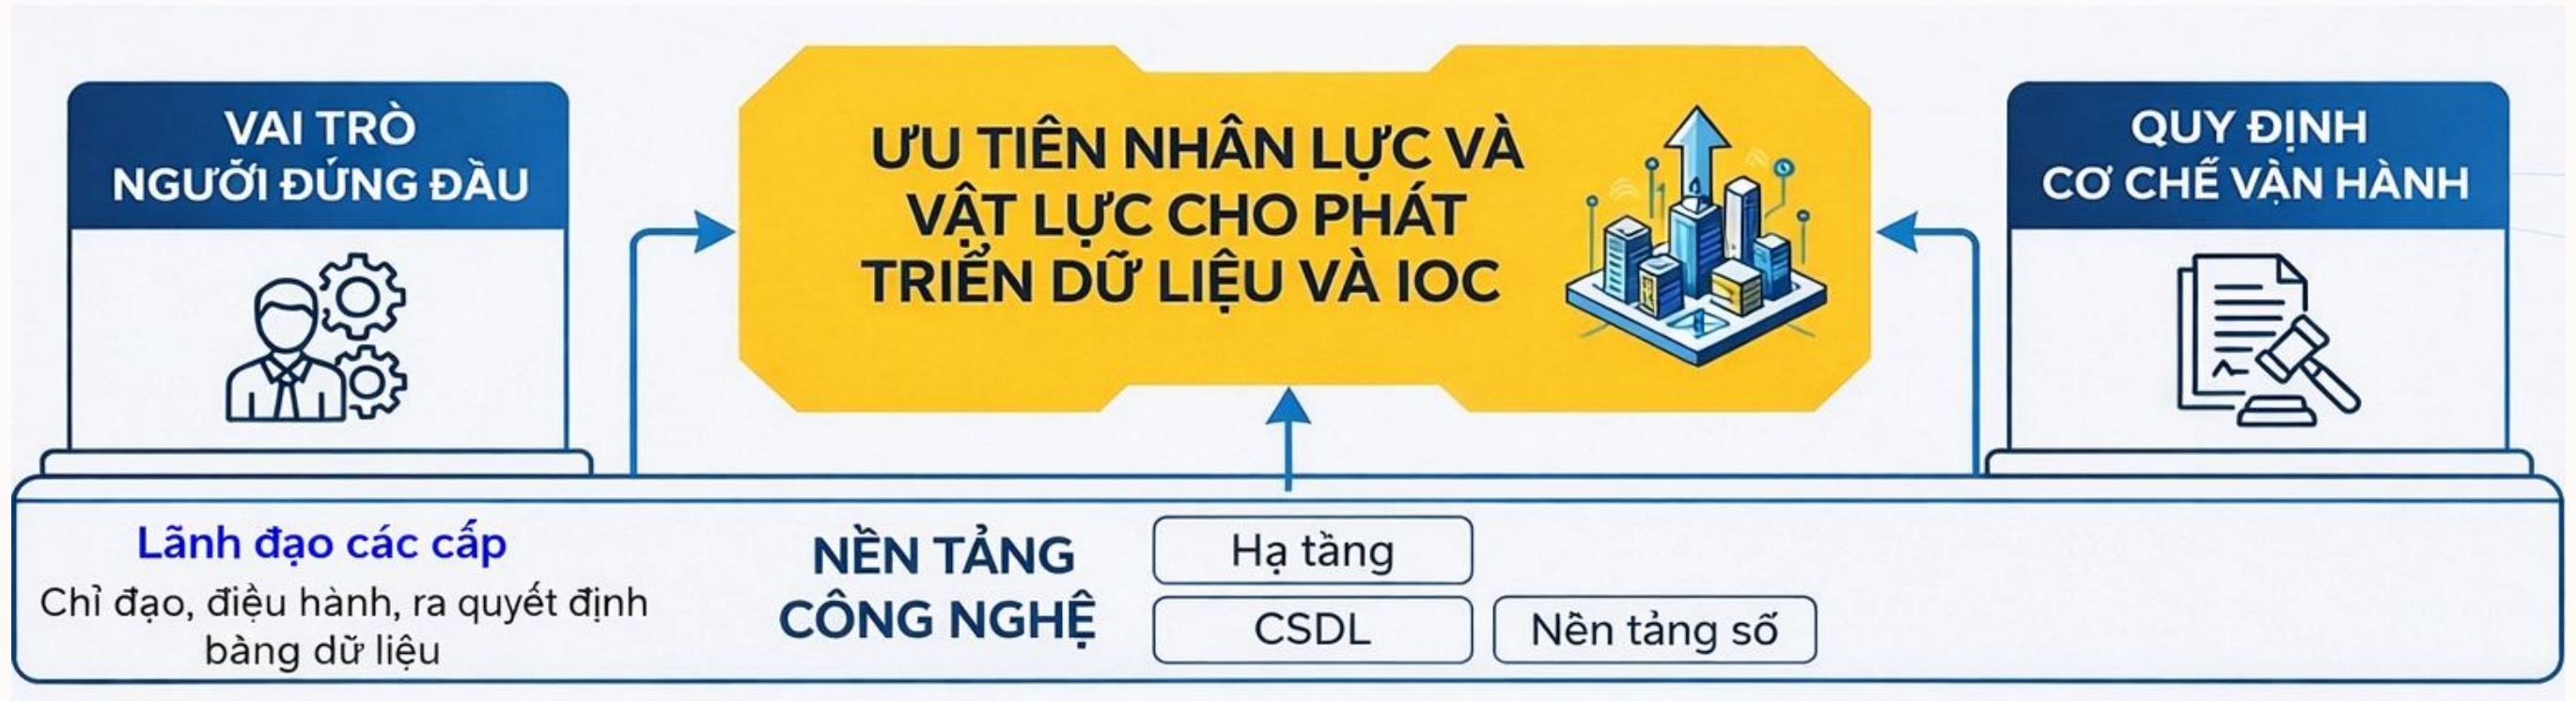 VAI TRÒ
NGƯỜI ĐỨNG ĐẦU
ƯU TIÊN NHÂN LỰC VÀ
VẬT LỰC CHO PHÁT
TRIỂN DỮ LIỆU VÀ IOC
QUY ĐỊNH
CƠ CHẾ VẬN HÀNH
Lãnh đạo các cấp
Chỉ đạo, điệu hành, ra quyết định
bàng dữ liệu
NỀN TẢNG
CÔNG NGHỆ
Hạ tầng
CSDL
Nền tảng số